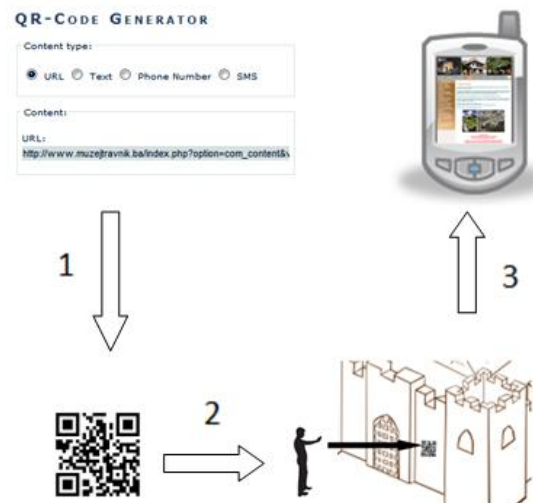 QR-CODE GENERATOR
Content type:
URL Text Phone Number SMS
Content:
URL:
http://www.muzejtravnik.ba/index.php?option=com_content&v
1
2
3